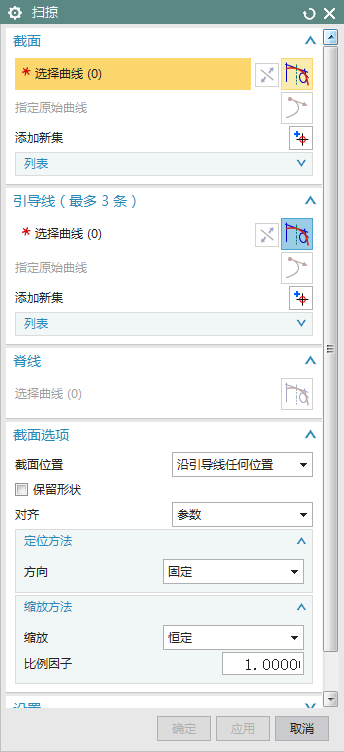 扫掠
截面
* 选择曲线 (0)
指定原始曲线
添加新集
列表
引导线（最多 3 条）
* 选择曲线 (0)
指定原始曲线
添加新集
列表
脊线
选择曲线 (0)
截面选项
截面位置 沿引导线任何位置
保留形状
对齐 参数
定位方法
方向 固定
缩放方法
缩放 恒定
比例因子 1.0000
设置
确定 应用 取消